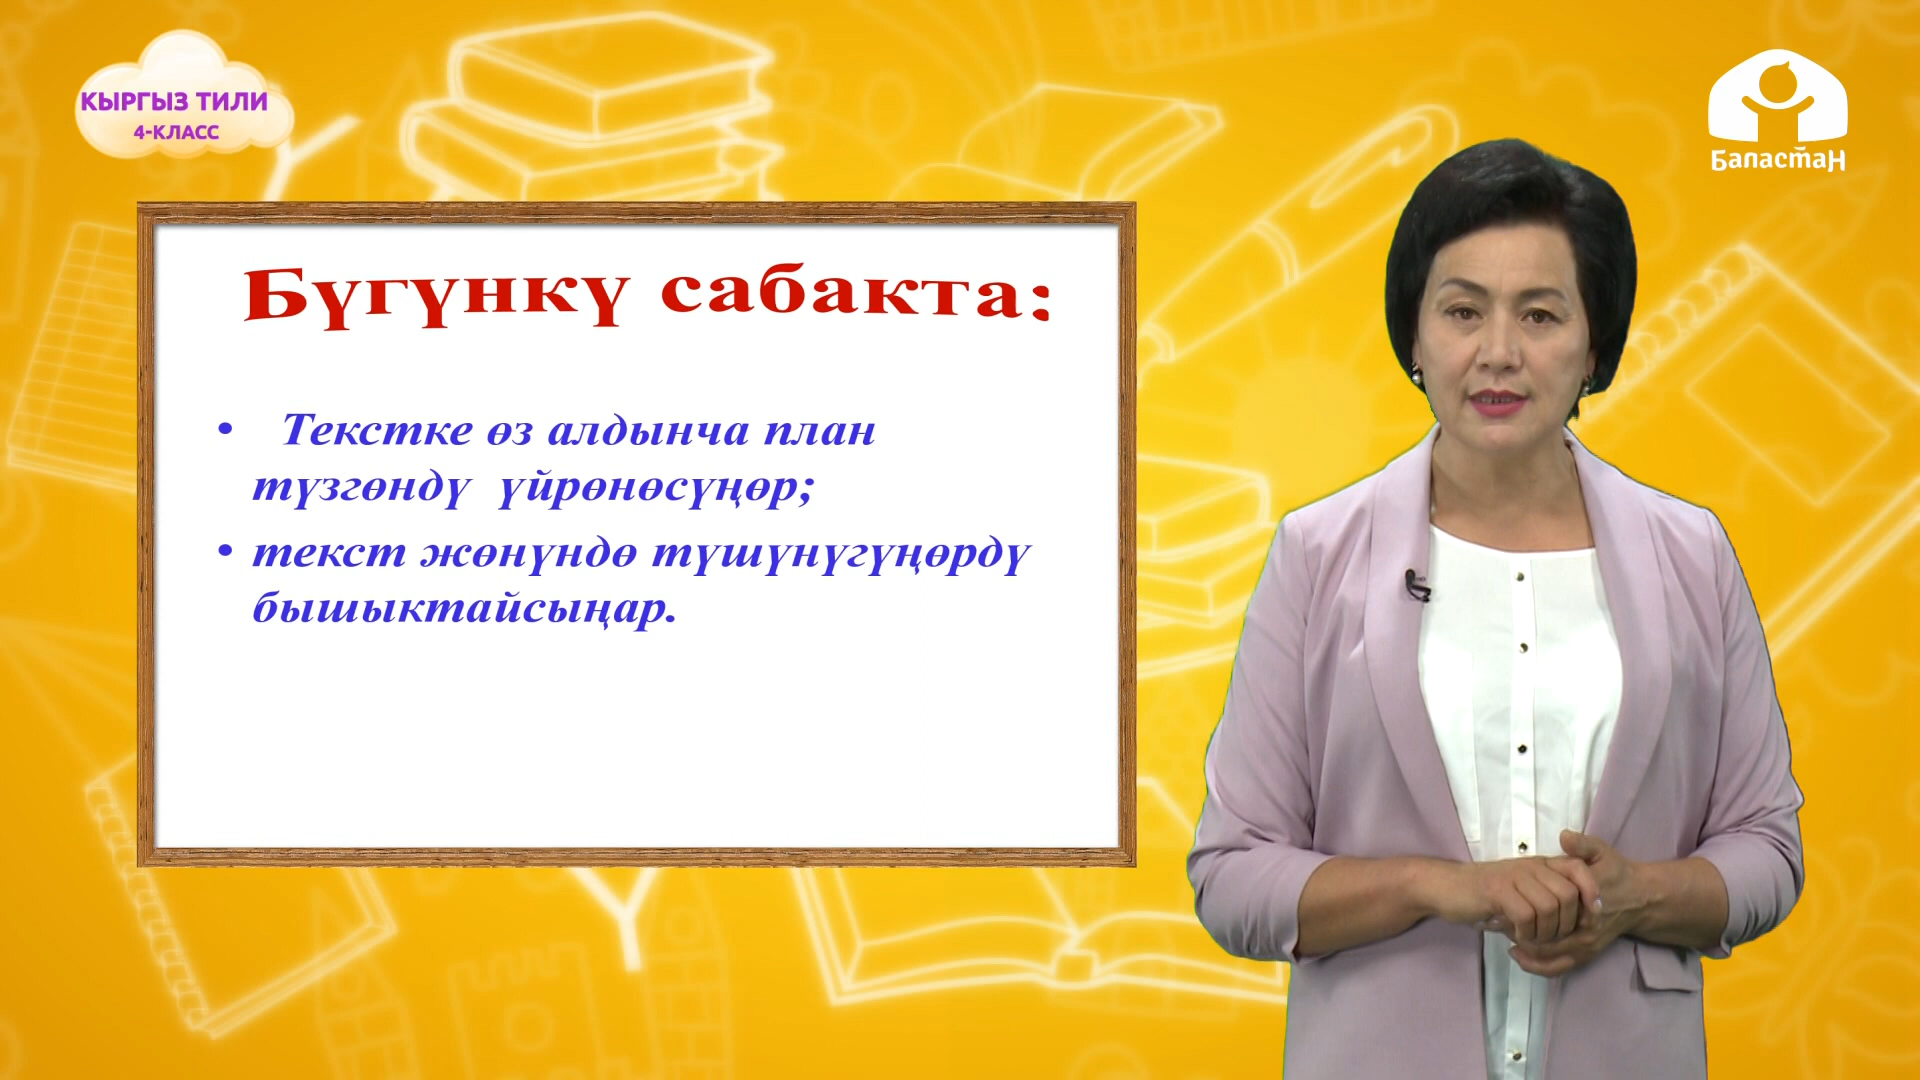 КЫРГЫЗ ТИЛИ
4-КЛАСС
Баластан
Бүгүнкү сабакта:
• Текстке өз алдынча план
түзгөндү үйрөнөсүңөр;
• текст жөнүндө түшүнүгүңөрдү
бышыктайсыңар.